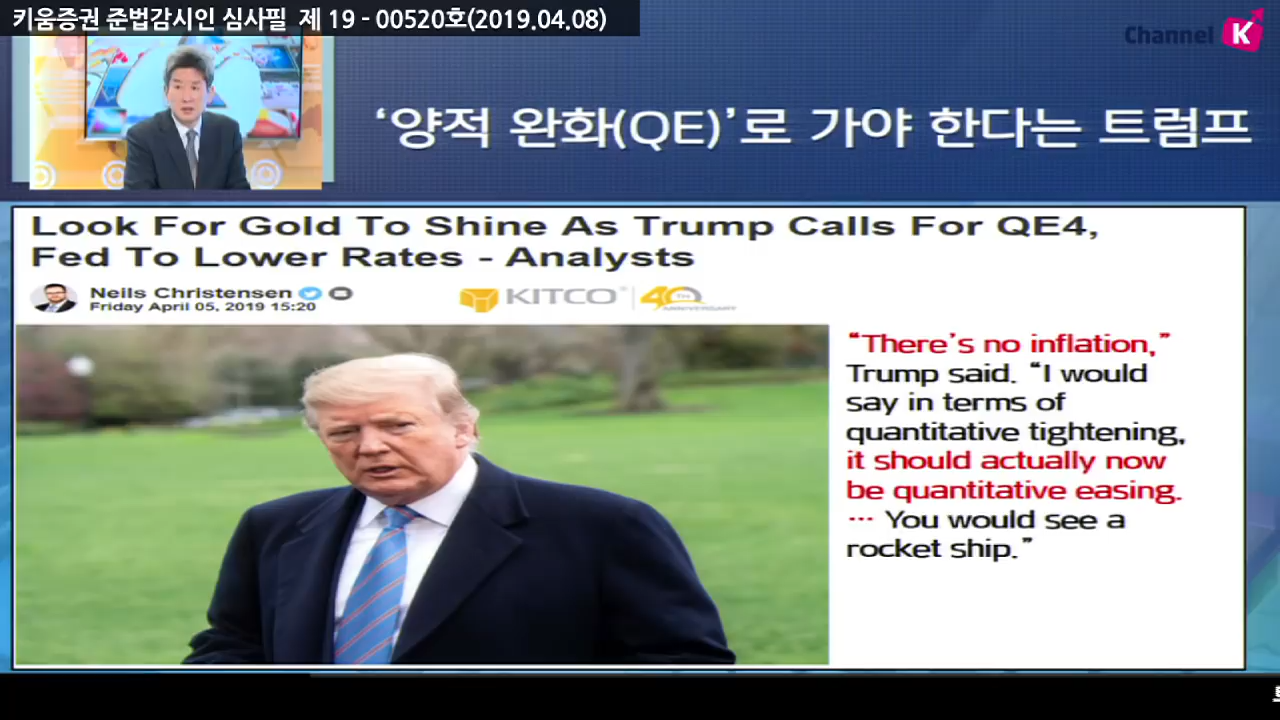 키움증권 준법감시인 심사필 제 19 - 00520호(2019.04.08)
Channel K
‘양적 완화(QE)’로 가야 한다는 트럼프
Look For Gold To Shine As Trump Calls For QE4,
Fed To Lower Rates - Analysts
Neils Christensen
Friday April 05, 2019 15:20
KITCO
40TH
ANNIVERSARY
“There’s no inflation,”
Trump said. “I would
say in terms of
quantitative tightening,
it should actually now
be quantitative easing.
… You would see a
rocket ship.”